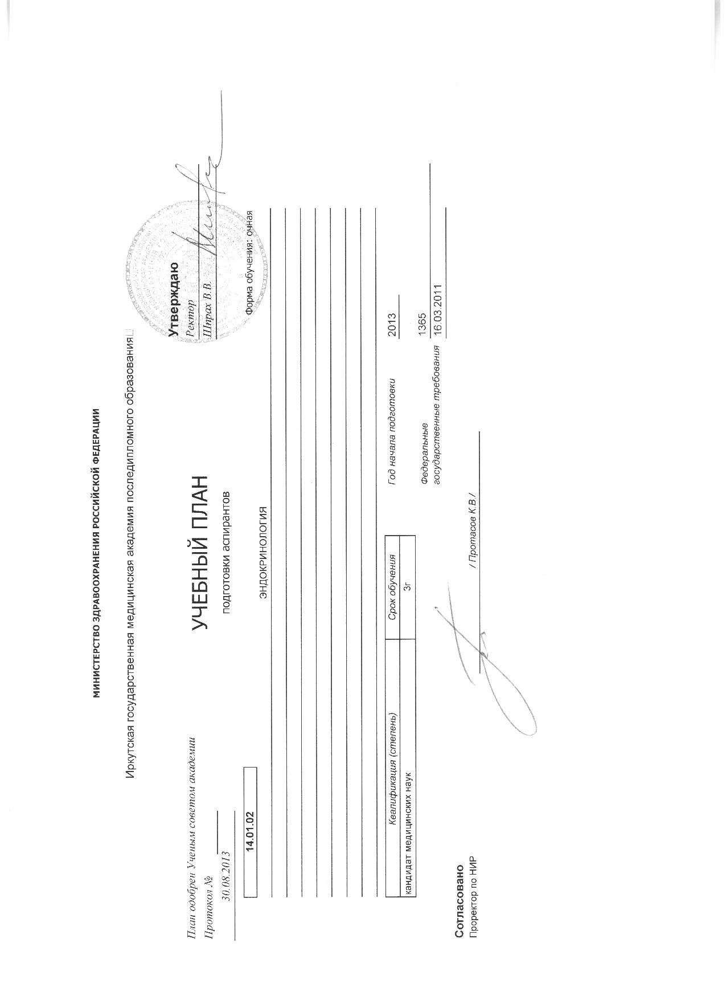 МИНИСТЕРСТВО ЗДРАВООХРАНЕНИЯ РОССИЙСКОЙ ФЕДЕРАЦИИ
Иркутская государственная медицинская академия последипломного образования
План одобрен Ученым советом академии
Протокол №
30.08.2013
УЧЕБНЫЙ ПЛАН
подготовки аспирантов
Утверждаю
Ректор
Шпрах В.В.
14.01.02
Форма обучения: очная
ЭНДОКРИНОЛОГИЯ
Квалификация (степень)
Срок обучения
кандидат медицинских наук
3г
Год начала подготовки
2013
Федеральные
государственные требования
1365
16.03.2011
Согласовано
Проректор по НИР
/ Протасов К.В./